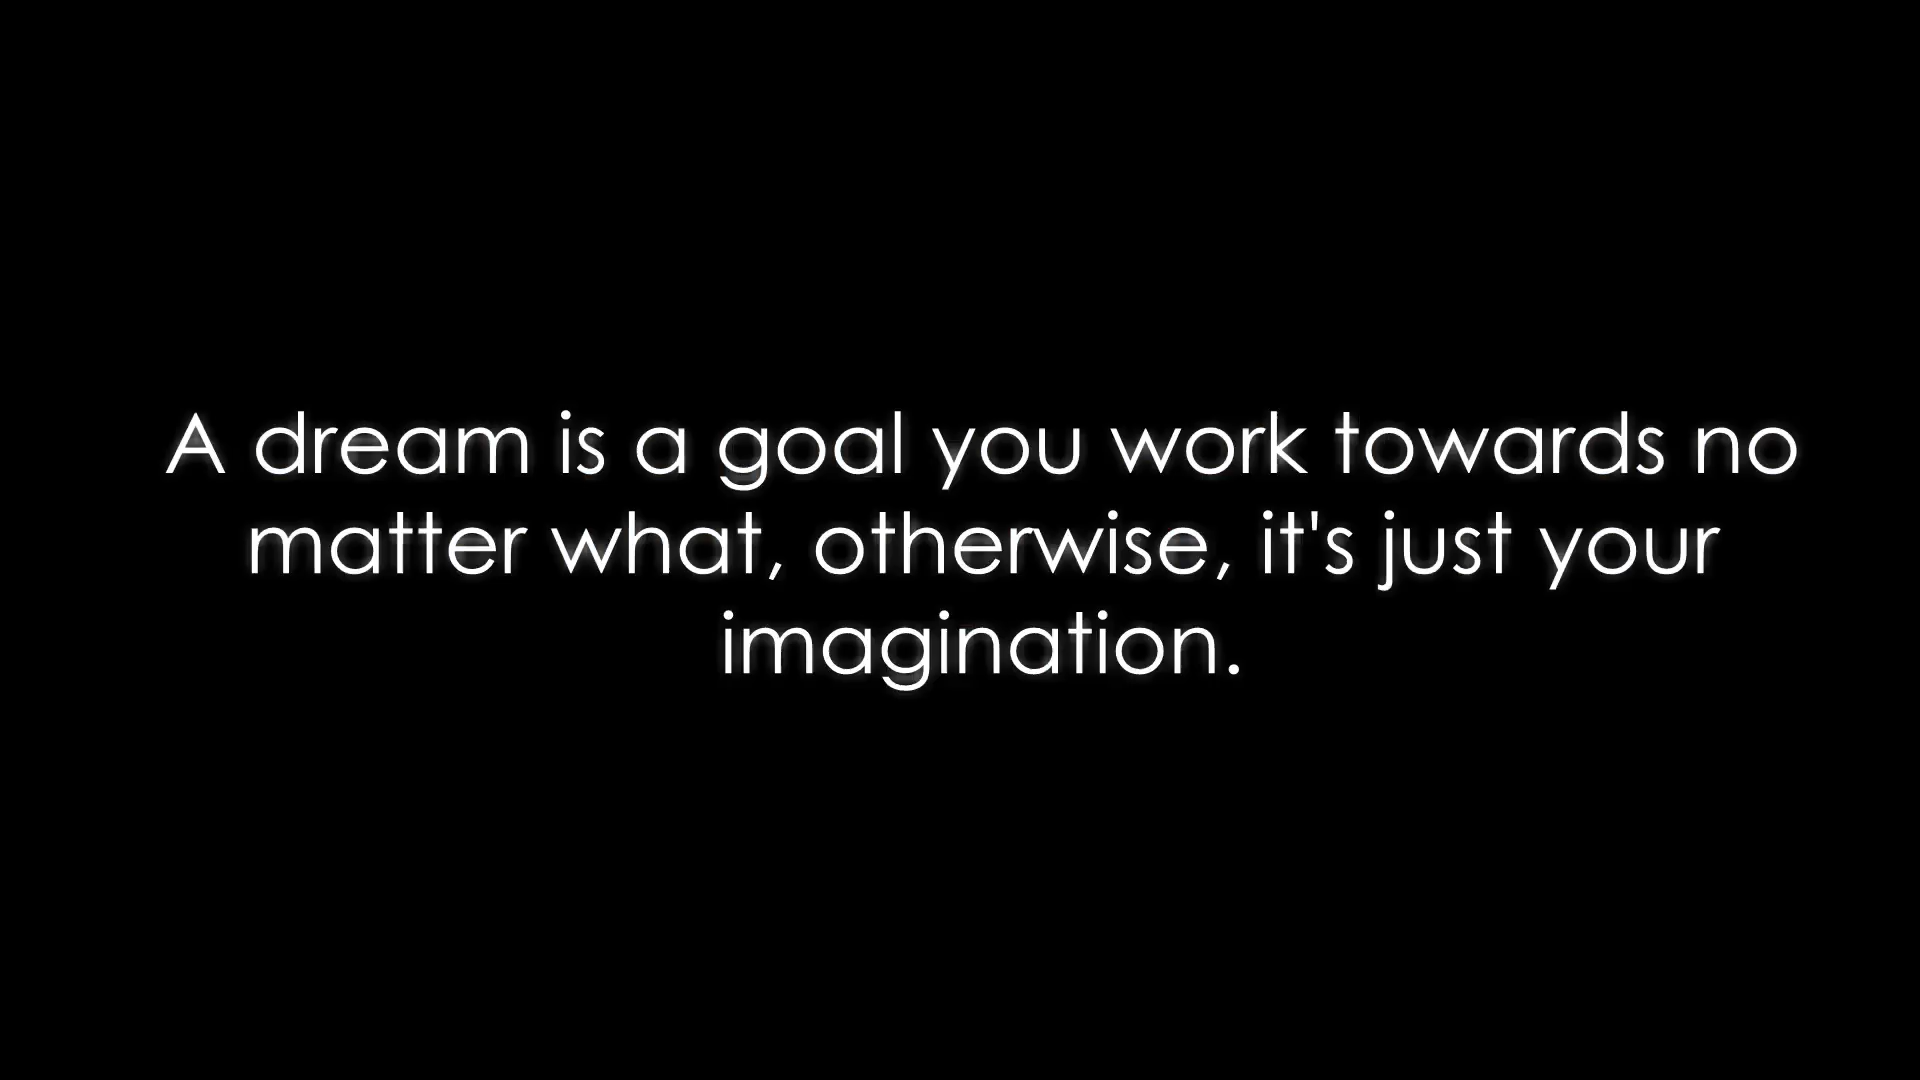 A dream is a goal you work towards no
matter what, otherwise, it's just your
imagination.